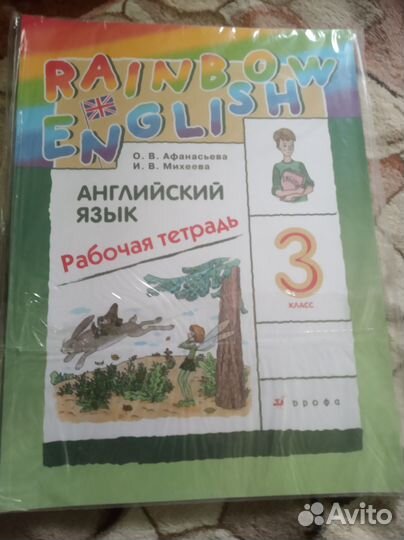 RAINBOW
ENGLISH
О. В. Афанасьева
И. В. Михеева
АНГЛИЙСКИЙ
ЯЗЫК
Рабочая тетрадь
3
КЛАСС
дрофа
Avito